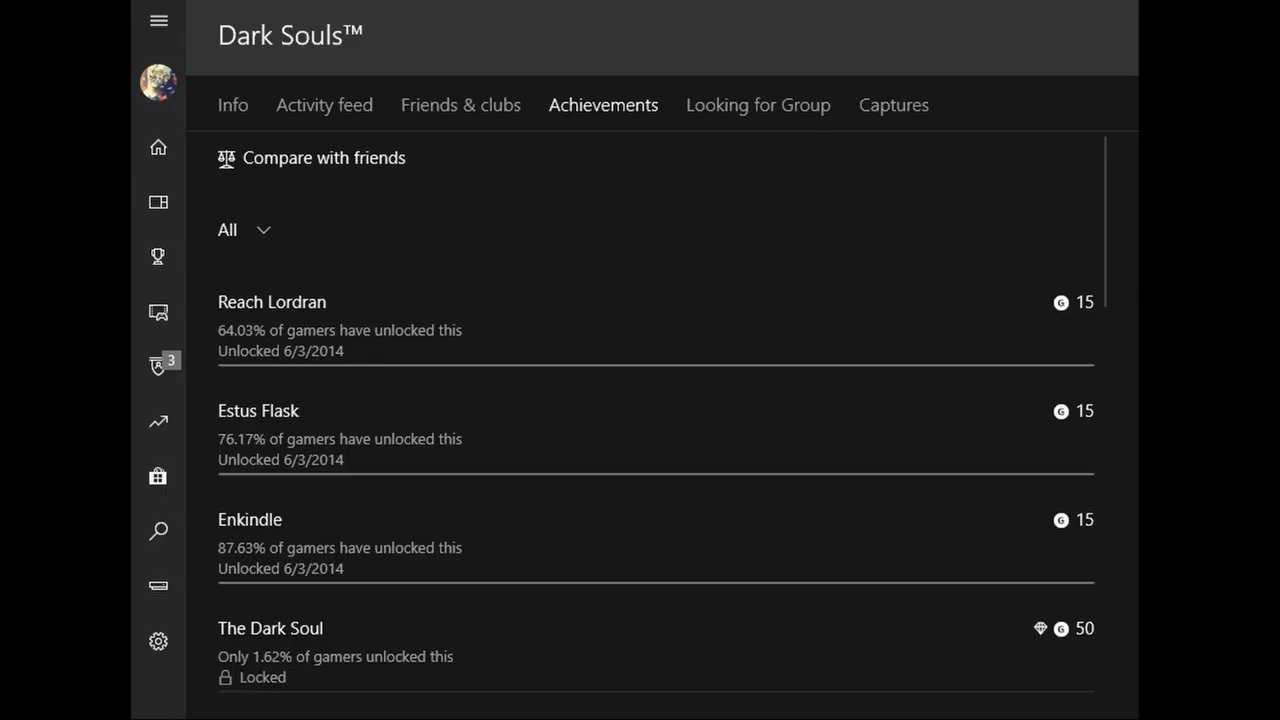 Dark Souls™
Info Activity feed Friends & clubs Achievements Looking for Group Captures
Compare with friends
All
Reach Lordran G 15
64.03% of gamers have unlocked this
Unlocked 6/3/2014
3
Estus Flask G 15
76.17% of gamers have unlocked this
Unlocked 6/3/2014
Enkindle G 15
87.63% of gamers have unlocked this
Unlocked 6/3/2014
The Dark Soul G 50
Only 1.62% of gamers unlocked this
Locked